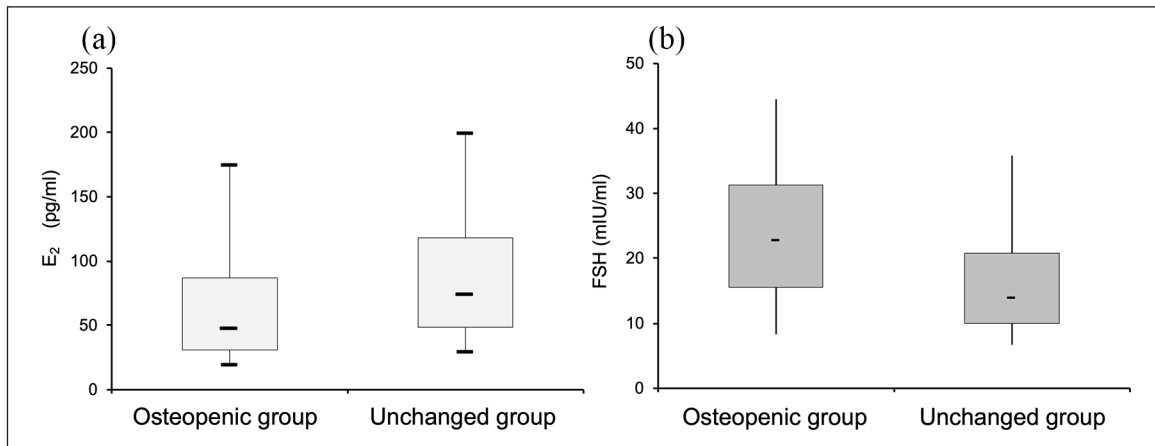 (a)
250
200
150
100
50
0
E₂ (pg/ml)
Osteopenic group
Unchanged group
(b)
50
40
30
20
10
0
FSH (mIU/ml)
Osteopenic group
Unchanged group